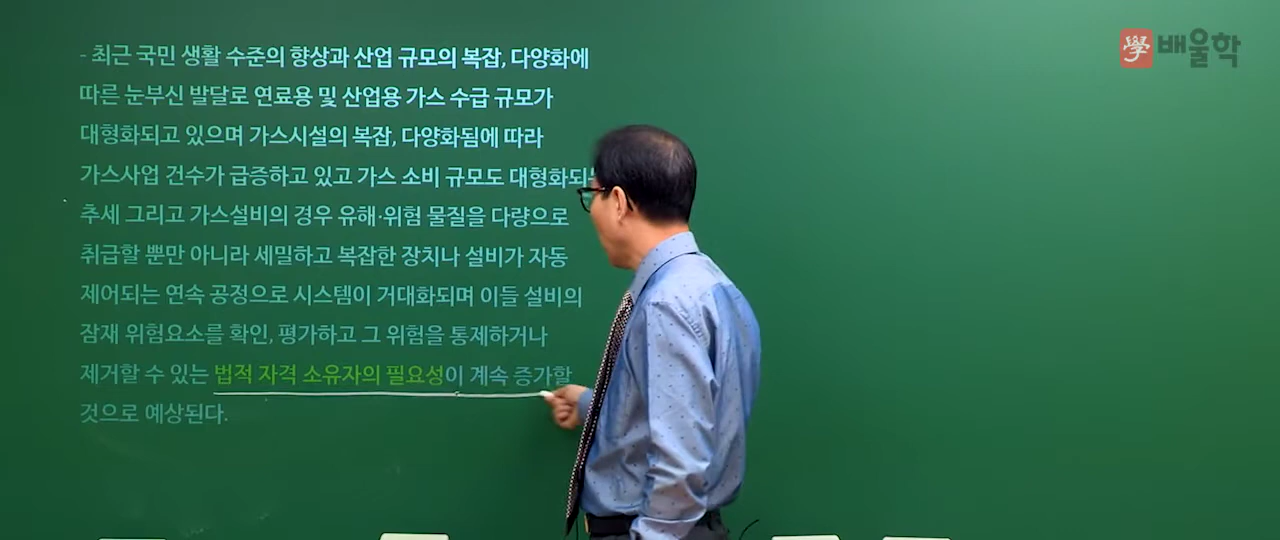 - 최근 국민 생활 수준의 향상과 산업 규모의 복잡, 다양화에
따른 눈부신 발달로 연료용 및 산업용 가스 수급 규모가
대형화되고 있으며 가스시설의 복잡, 다양화됨에 따라
가스사업 건수가 급증하고 있고 가스 소비 규모도 대형화되는
추세 그리고 가스설비의 경우 유해·위험 물질을 다량으로
취급할 뿐만 아니라 세밀하고 복잡한 장치나 설비가 자동
제어되는 연속 공정으로 시스템이 거대화되며 이들 설비의
잠재 위험요소를 확인, 평가하고 그 위험을 통제하거나
제거할 수 있는 법적 자격 소유자의 필요성이 계속 증가할
것으로 예상된다.
學 배울학